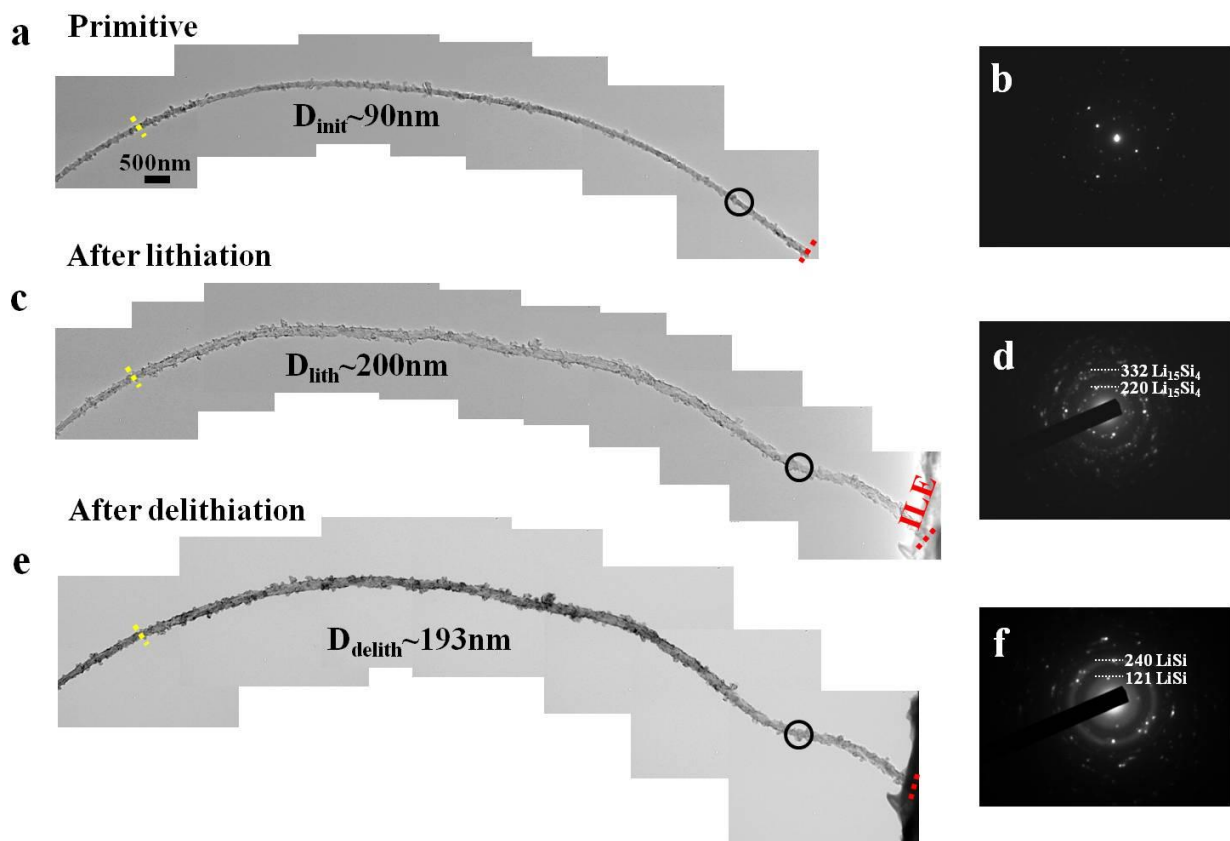 a Primitive
D_init~90nm
500nm
b
After lithiation
c
D_lith~200nm
ILE
d
332 Li₁₅Si₄
220 Li₁₅Si₄
After delithiation
e
D_delith~193nm
f
240 LiSi
121 LiSi